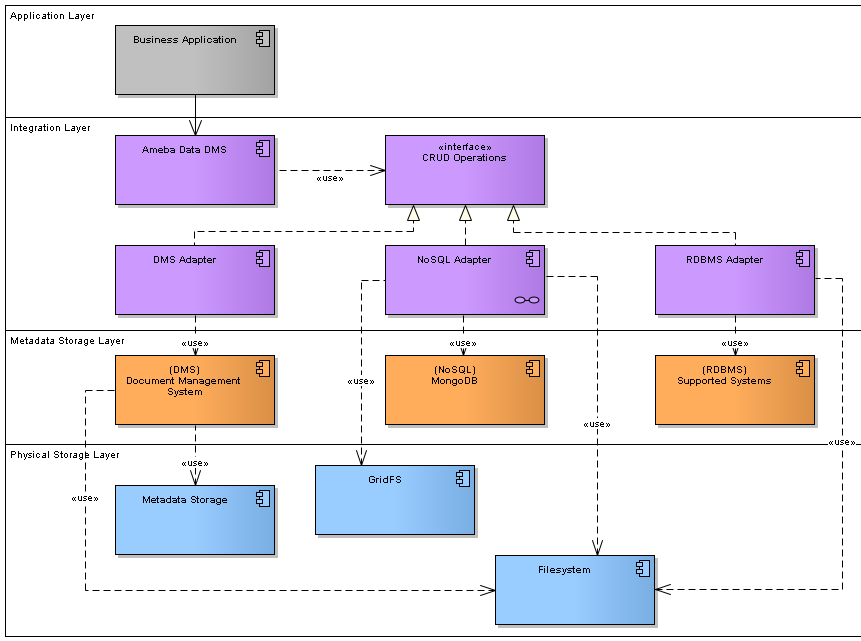 Application Layer
Business Application
Integration Layer
Ameba Data DMS
«interface»
CRUD Operations
«use»
DMS Adapter
NoSQL Adapter
RDBMS Adapter
Metadata Storage Layer
«use»
«use»
«use»
(DMS)
Document Management
System
(NoSQL)
MongoDB
(RDBMS)
Supported Systems
«use»
«use»
«use»
Physical Storage Layer
«use»
«use»
Metadata Storage
GridFS
Filesystem